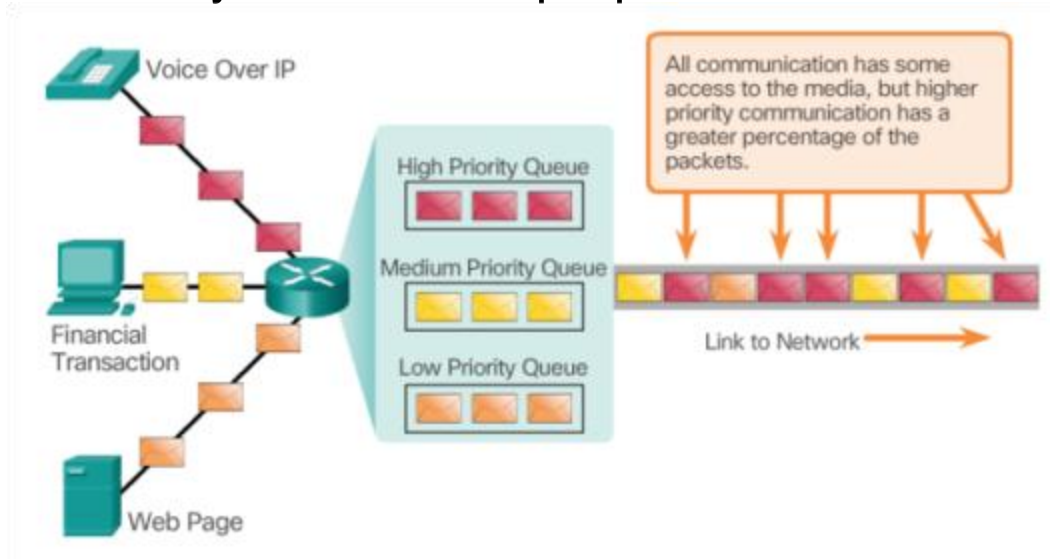 Voice Over IP
All communication has some
access to the media, but higher
priority communication has a
greater percentage of the
packets.
High Priority Queue
Medium Priority Queue
Financial
Transaction
Link to Network
Low Priority Queue
Web Page